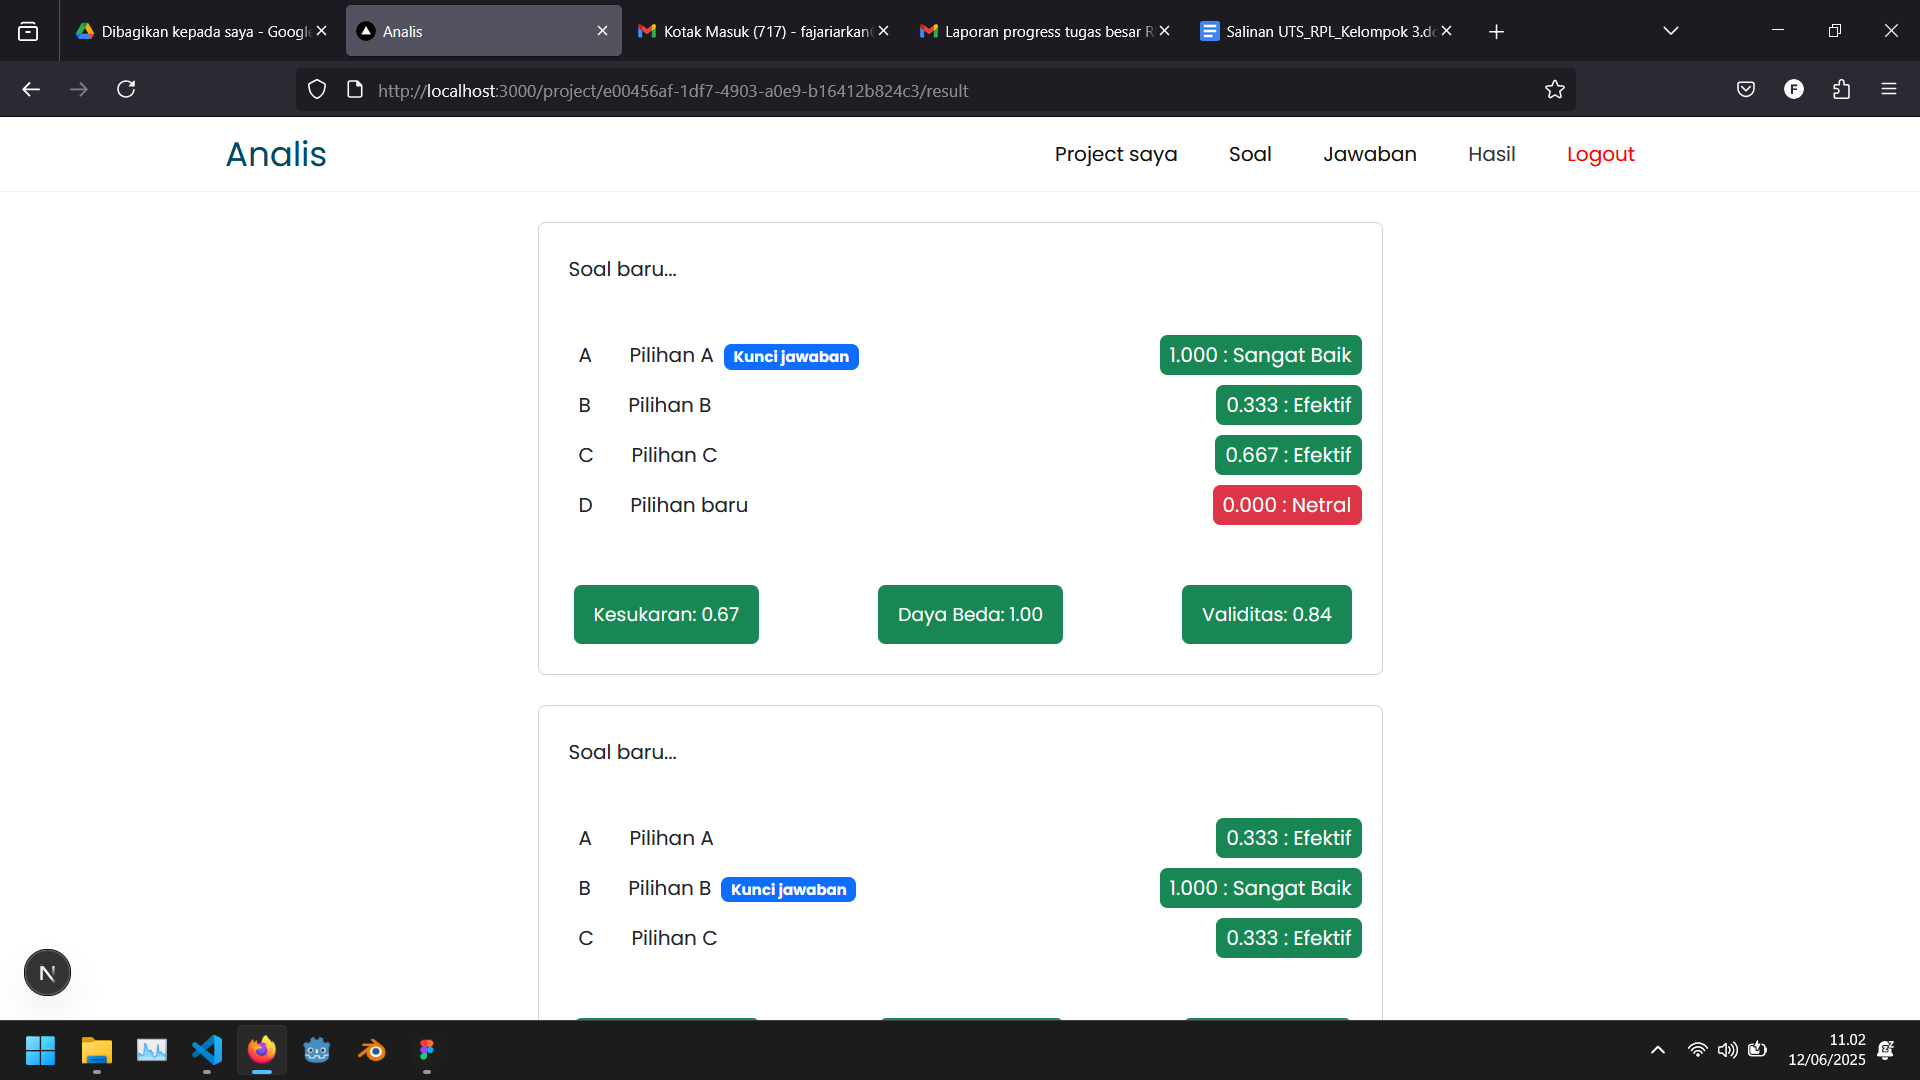 Dibagikan kepada saya - Googl
Analis
Kotak Masuk (717) - fajariarkan
Laporan progress tugas besar R
Salinan UTS_RPL_Kelompok 3.do
http://localhost:3000/project/e00456af-1df7-4903-a0e9-b16412b824c3/result
F
Analis
Project saya
Soal
Jawaban
Hasil
Logout
Soal baru...
A Pilihan A Kunci jawaban 1.000 : Sangat Baik
B Pilihan B 0.333 : Efektif
C Pilihan C 0.667 : Efektif
D Pilihan baru 0.000 : Netral
Kesukaran: 0.67
Daya Beda: 1.00
Validitas: 0.84
Soal baru...
A Pilihan A 0.333 : Efektif
B Pilihan B Kunci jawaban 1.000 : Sangat Baik
C Pilihan C 0.333 : Efektif
N
11.02
12/06/2025